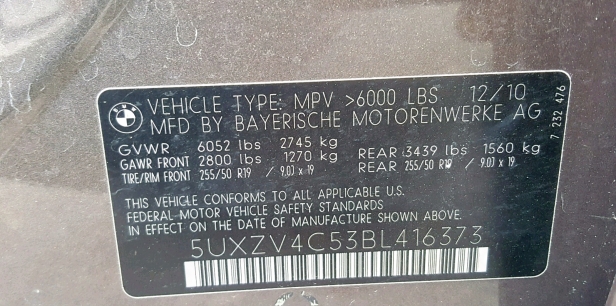 BMW
VEHICLE TYPE: MPV >6000 LBS 12/10
MFD BY BAYERISCHE MOTORENWERKE AG
GVWR 6052 lbs 2745 kg
GAWR FRONT 2800 lbs 1270 kg REAR 3439 lbs 1560 kg
TIRE/RIM FRONT 255/50 R19 / 9.0J x 19 REAR 255/50 R19 / 9.0J x 19
THIS VEHICLE CONFORMS TO ALL APPLICABLE U.S.
FEDERAL MOTOR VEHICLE SAFETY STANDARDS
IN EFFECT ON THE DATE OF MANUFACTURE SHOWN ABOVE
5UXZV4C53BL416373
7 232 476